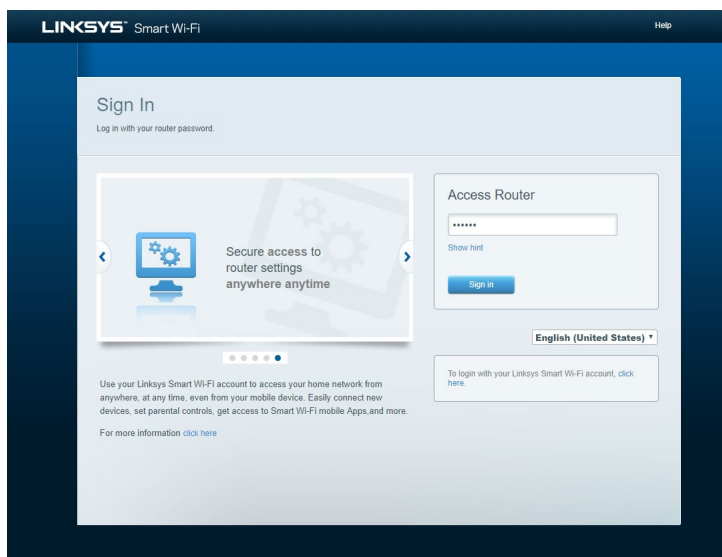 LINKSYS™ Smart Wi-Fi
Help
Sign In
Log in with your router password.
Secure access to
router settings
anywhere anytime
Use your Linksys Smart Wi-Fi account to access your home network from
anywhere, at any time, even from your mobile device. Easily connect new
devices, set parental controls, get access to Smart Wi-Fi mobile Apps,and more.
For more information click here
Access Router
••••••
Show hint
Sign in
English (United States)
To login with your Linksys Smart Wi-Fi account, click
here.